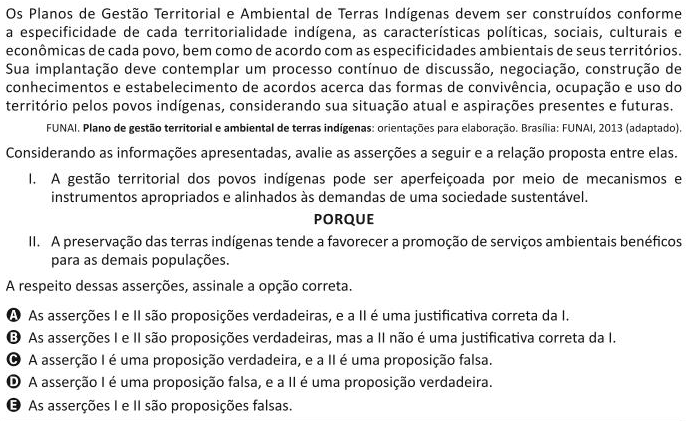 Os Planos de Gestão Territorial e Ambiental de Terras Indígenas devem ser construídos conforme
a especificidade de cada territorialidade indígena, as características políticas, sociais, culturais e
econômicas de cada povo, bem como de acordo com as especificidades ambientais de seus territórios.
Sua implantação deve contemplar um processo contínuo de discussão, negociação, construção de
conhecimentos e estabelecimento de acordos acerca das formas de convivência, ocupação e uso do
território pelos povos indígenas, considerando sua situação atual e aspirações presentes e futuras.
FUNAI. Plano de gestão territorial e ambiental de terras indígenas: orientações para elaboração. Brasília: FUNAI, 2013 (adaptado).
Considerando as informações apresentadas, avalie as asserções a seguir e a relação proposta entre elas.
I. A gestão territorial dos povos indígenas pode ser aperfeiçoada por meio de mecanismos e
instrumentos apropriados e alinhados às demandas de uma sociedade sustentável.
PORQUE
II. A preservação das terras indígenas tende a favorecer a promoção de serviços ambientais benéficos
para as demais populações.
A respeito dessas asserções, assinale a opção correta.
A As asserções I e II são proposições verdadeiras, e a II é uma justificativa correta da I.
B As asserções I e II são proposições verdadeiras, mas a II não é uma justificativa correta da I.
C A asserção I é uma proposição verdadeira, e a II é uma proposição falsa.
D A asserção I é uma proposição falsa, e a II é uma proposição verdadeira.
E As asserções I e II são proposições falsas.